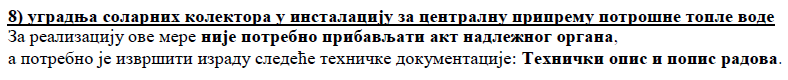 8) уградња соларних колектора у инсталацију за централну припрему потрошне топле воде
За реализацију ове мере није потребно прибављати акт надлежног органа,
а потребно је извршити израду следеће техничке документације: Технички опис и попис радова.